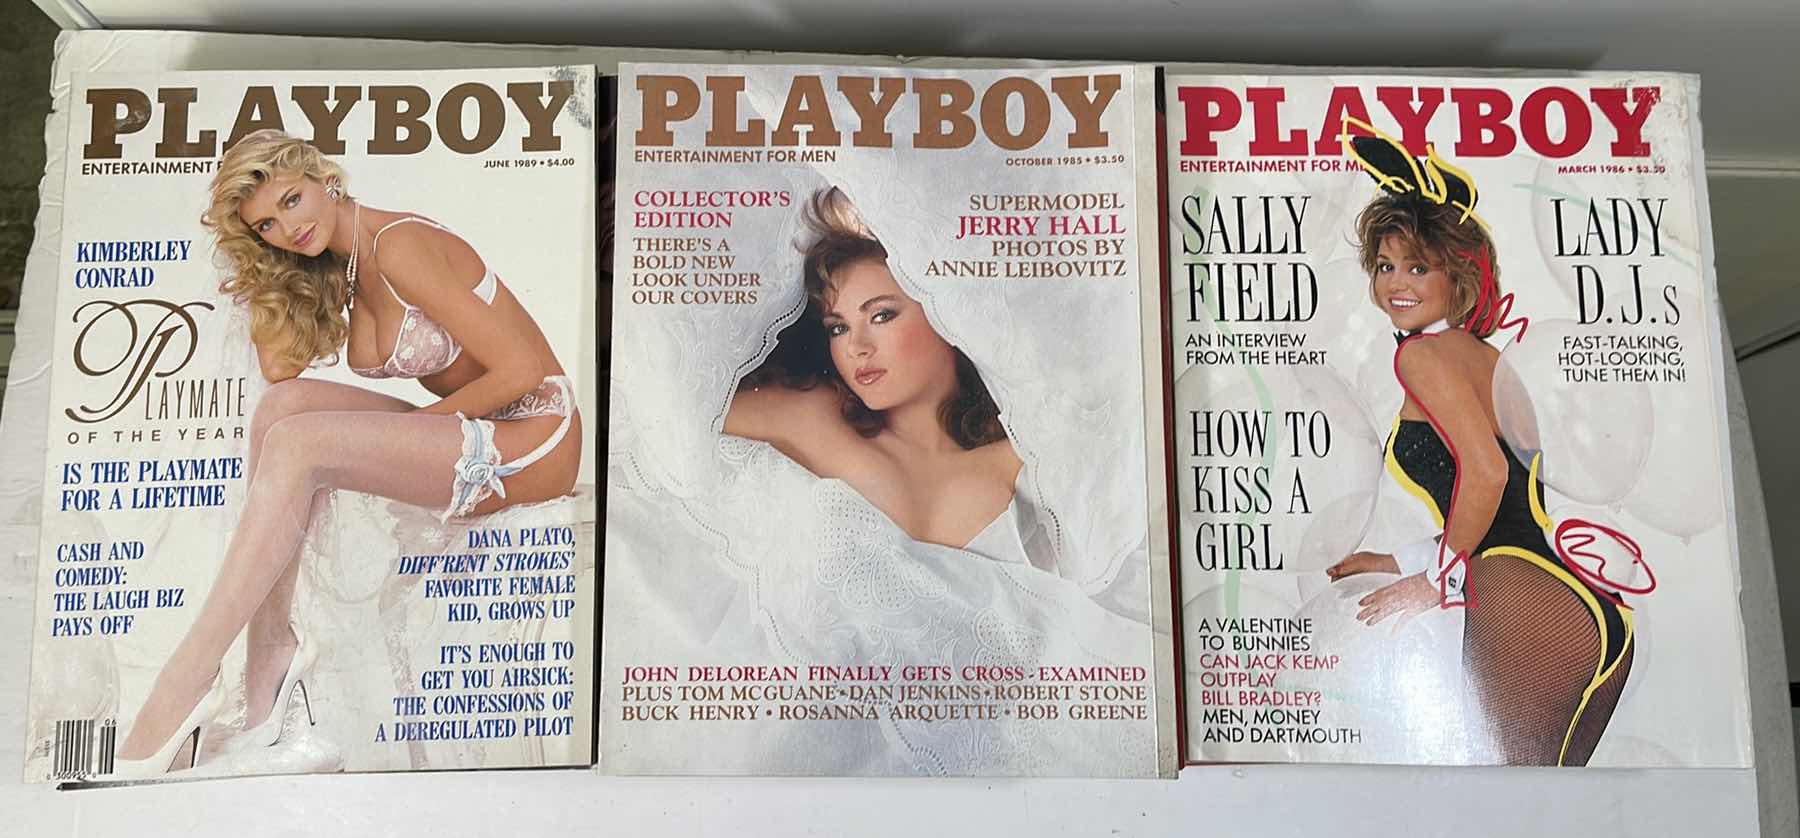 PLAYBOY
ENTERTAINMENT F
JUNE 1989 • $4.00
KIMBERLEY
CONRAD
PLAYMATE
OF THE YEAR
IS THE PLAYMATE
FOR A LIFETIME
CASH AND
COMEDY:
THE LAUGH BIZ
PAYS OFF
DANA PLATO,
DIFF'RENT STROKES'
FAVORITE FEMALE
KID, GROWS UP
IT'S ENOUGH TO
GET YOU AIRSICK:
THE CONFESSIONS OF
A DEREGULATED PILOT
06
PLAYBOY
ENTERTAINMENT FOR MEN
OCTOBER 1985 • $3.50
COLLECTOR'S
EDITION
THERE'S A
BOLD NEW
LOOK UNDER
OUR COVERS
SUPERMODEL
JERRY HALL
PHOTOS BY
ANNIE LEIBOVITZ
JOHN DELOREAN FINALLY GETS CROSS-EXAMINED
PLUS TOM MCGUANE • DAN JENKINS • ROBERT STONE
BUCK HENRY • ROSANNA ARQUETTE • BOB GREENE
PLAYBOY
ENTERTAINMENT FOR ME
MARCH 1986 • $3.50
SALLY
FIELD
AN INTERVIEW
FROM THE HEART
LADY
D.J.s
FAST-TALKING,
HOT-LOOKING,
TUNE THEM IN!
HOW TO
KISS A
GIRL
A VALENTINE
TO BUNNIES
CAN JACK KEMP
OUTPLAY
BILL BRADLEY?
MEN, MONEY
AND DARTMOUTH